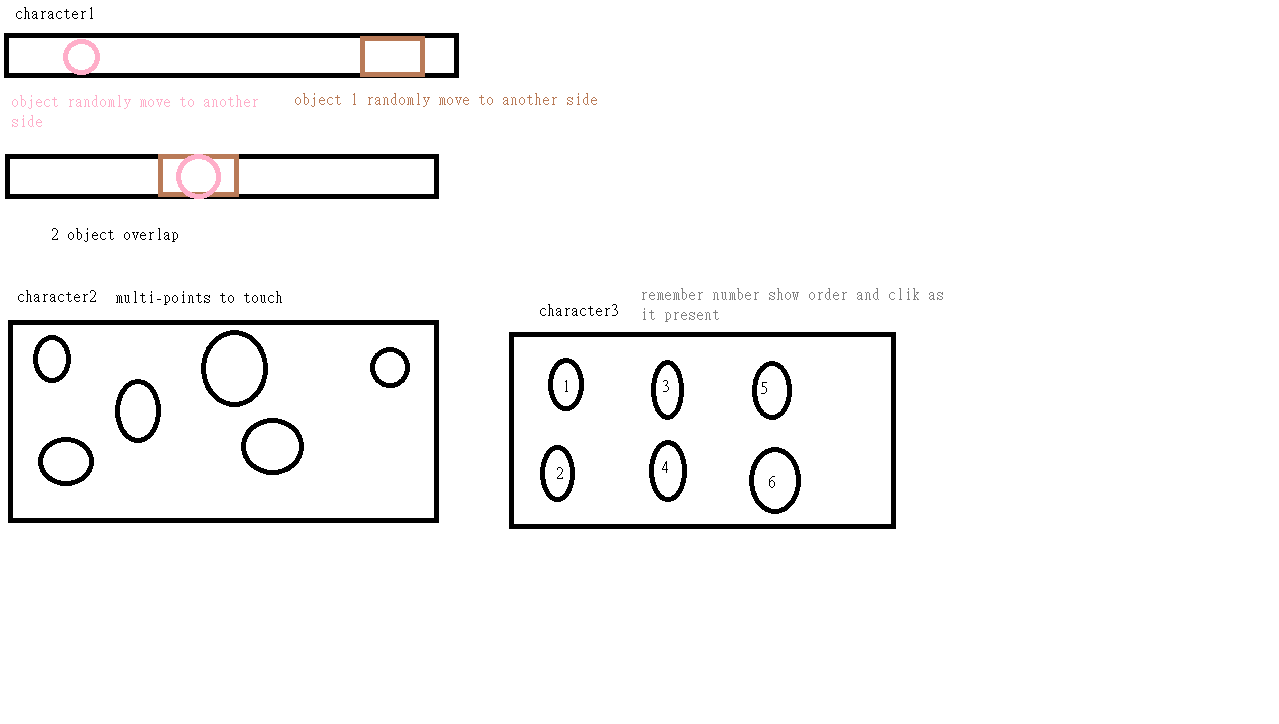 character1
object randomly move to another
side
object 1 randomly move to another side
2 object overlap
character2 multi-points to touch
character3
remember number show order and clik as
it present
1
3
5
2
4
6